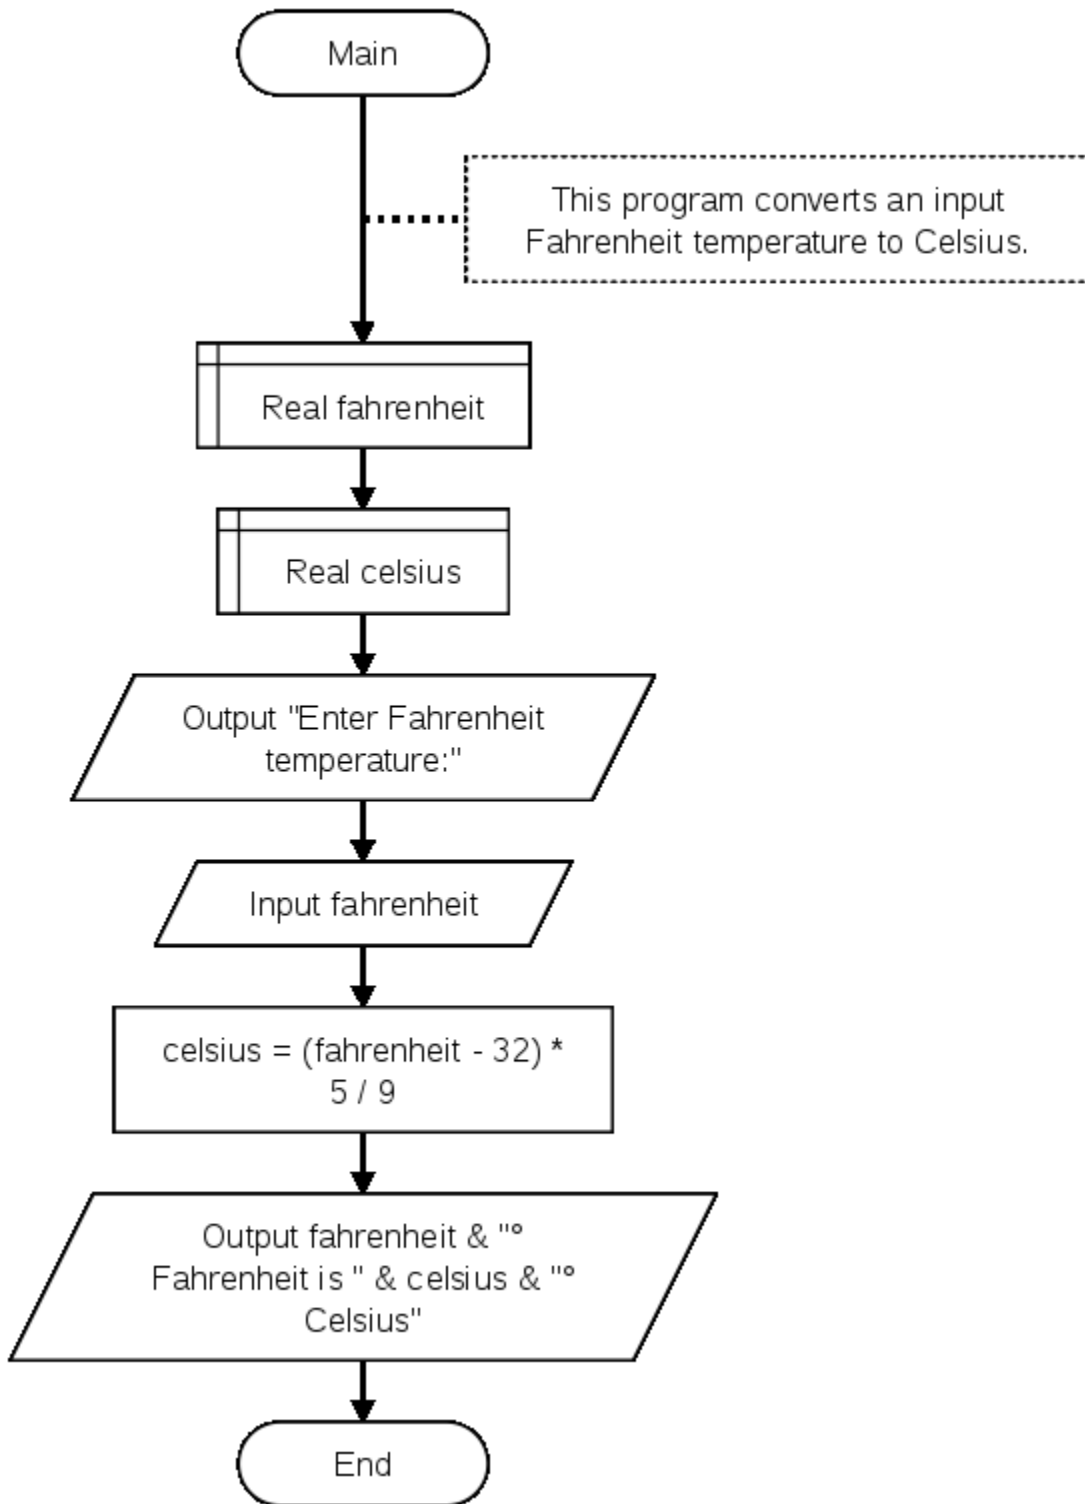 Main
This program converts an input
Fahrenheit temperature to Celsius.
Real fahrenheit
Real celsius
Output "Enter Fahrenheit
temperature:"
Input fahrenheit
celsius = (fahrenheit - 32) *
5 / 9
Output fahrenheit & "°
Fahrenheit is " & celsius & "°
Celsius"
End